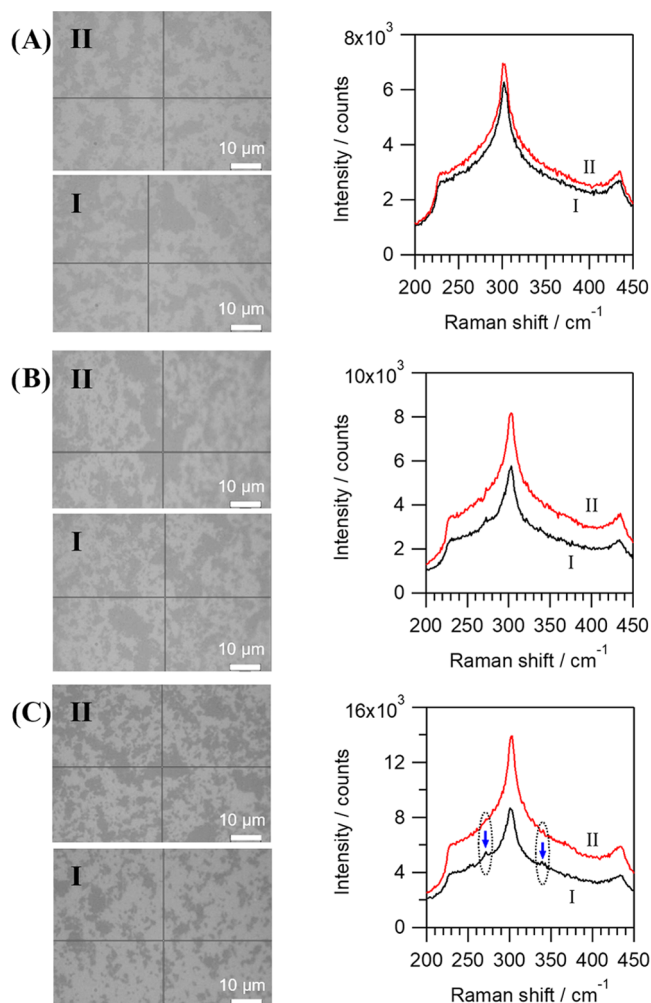 (A)
II
10 µm
I
10 µm
8x10³
6
4
2
0
Intensity / counts
II
I
200 250 300 350 400 450
Raman shift / cm⁻¹
(B)
II
10 µm
I
10 µm
10x10³
8
6
4
2
0
Intensity / counts
II
I
200 250 300 350 400 450
Raman shift / cm⁻¹
(C)
II
10 µm
I
10 µm
16x10³
12
8
4
0
Intensity / counts
II
I
200 250 300 350 400 450
Raman shift / cm⁻¹